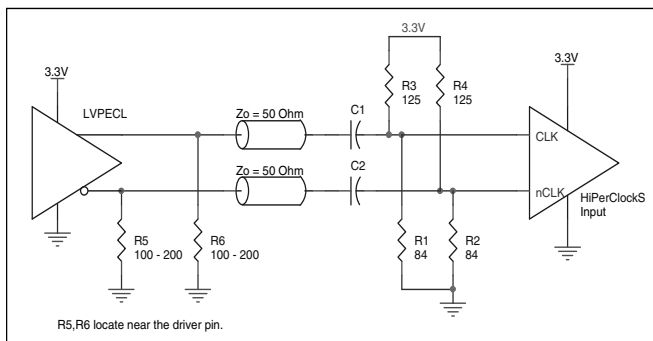 3.3V
3.3V
3.3V
R3
125
R4
125
LVPECL
Zo = 50 Ohm
C1
CLK
Zo = 50 Ohm
C2
nCLK
HiPerClockS
Input
R5
100 - 200
R6
100 - 200
R1
84
R2
84
R5,R6 locate near the driver pin.